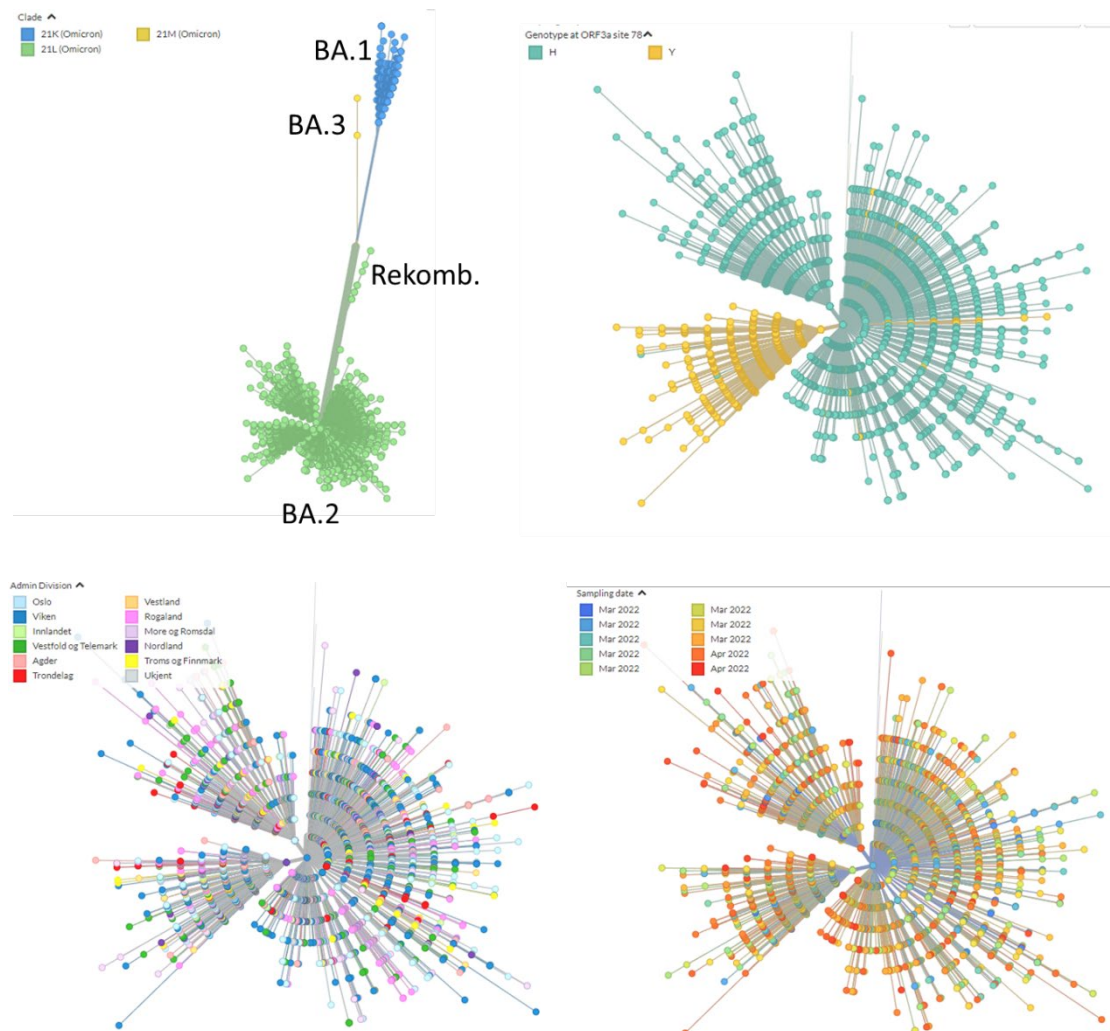 Clade
21K (Omicron) 21M (Omicron)
21L (Omicron)
BA.1
BA.3
Rekomb.
BA.2
Genotype at ORF3a site 78
H Y
Admin Division
Oslo Vestland
Viken Rogaland
Innlandet More og Romsdal
Vestfold og Telemark Nordland
Agder Troms og Finnmark
Trondelag Ukjent
Sampling date
Mar 2022 Mar 2022
Mar 2022 Mar 2022
Mar 2022 Mar 2022
Mar 2022 Apr 2022
Mar 2022 Apr 2022